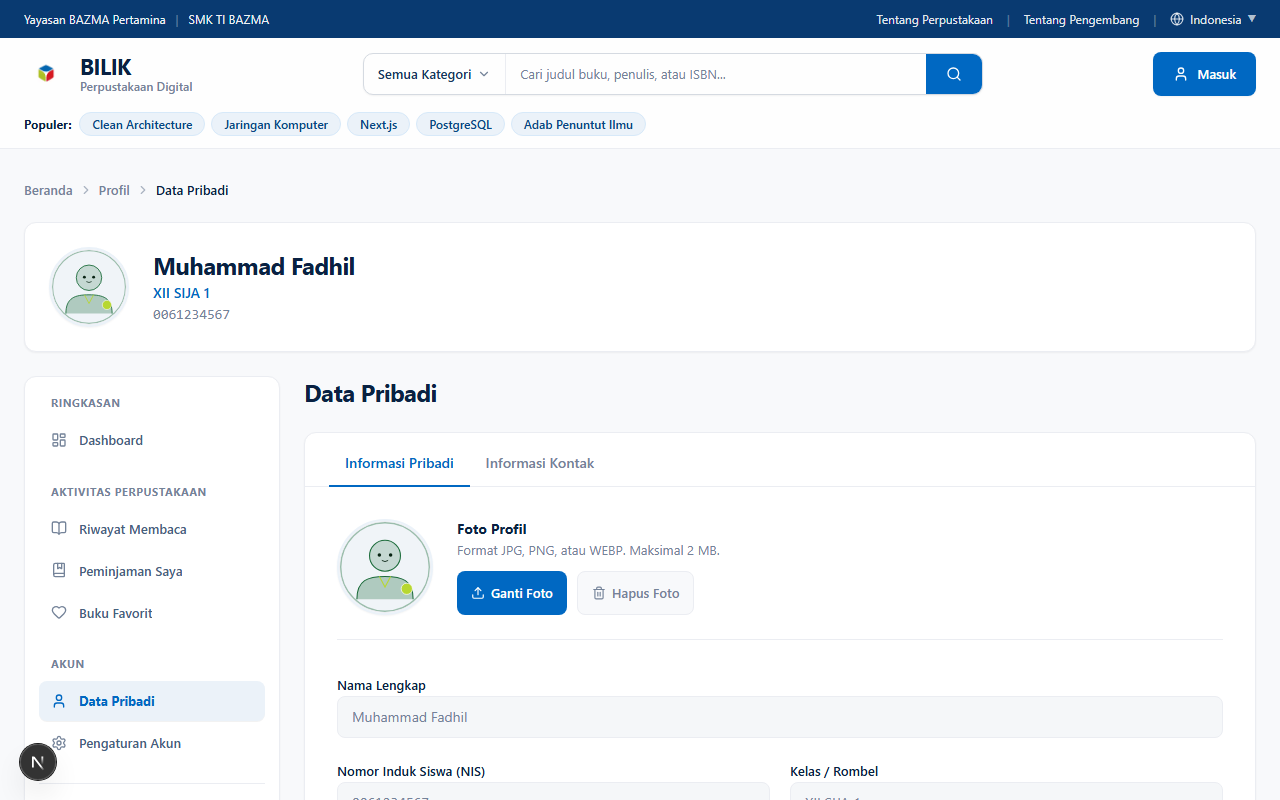 Yayasan BAZMA Pertamina | SMK TI BAZMA
Tentang Perpustakaan | Tentang Pengembang | Indonesia
BILIK
Perpustakaan Digital
Semua Kategori
Cari judul buku, penulis, atau ISBN...
Masuk
Populer: Clean Architecture Jaringan Komputer Next.js PostgreSQL Adab Penuntut Ilmu
Beranda > Profil > Data Pribadi
Muhammad Fadhil
XII SIJA 1
0061234567
RINGKASAN
Dashboard
AKTIVITAS PERPUSTAKAAN
Riwayat Membaca
Peminjaman Saya
Buku Favorit
AKUN
Data Pribadi
Pengaturan Akun
N
Data Pribadi
Informasi Pribadi Informasi Kontak
Foto Profil
Format JPG, PNG, atau WEBP. Maksimal 2 MB.
Ganti Foto Hapus Foto
Nama Lengkap
Muhammad Fadhil
Nomor Induk Siswa (NIS) Kelas / Rombel
0061234567 XII SIJA 1